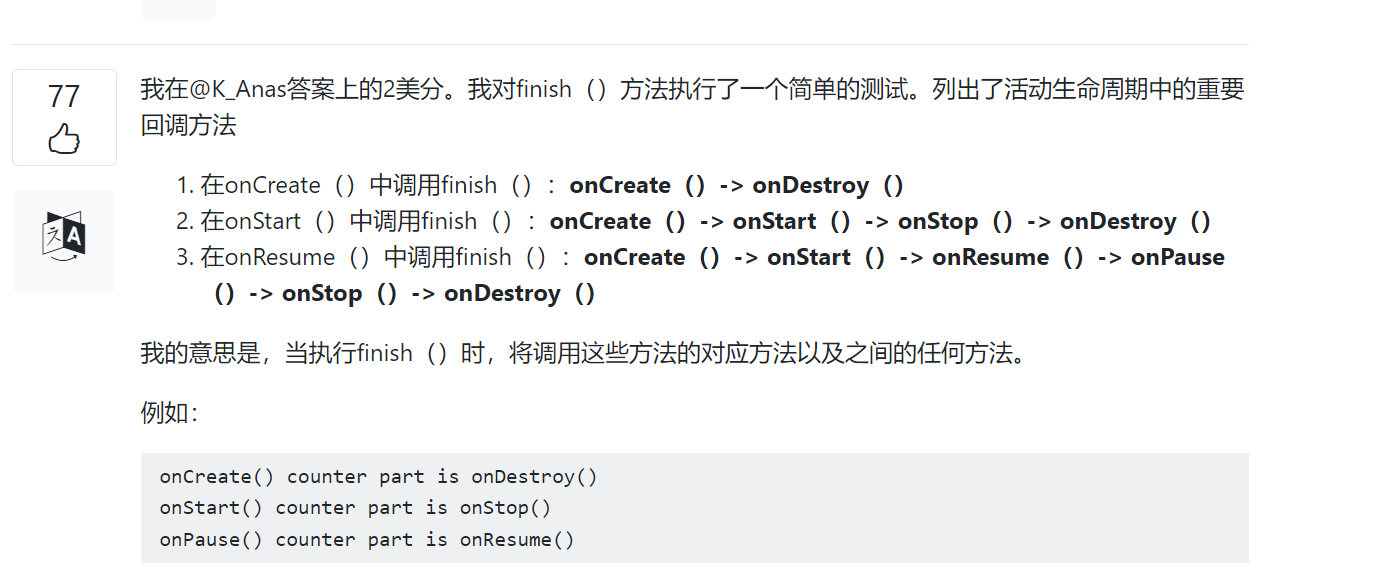 77
我在@K_Anas答案上的2美分。我对finish（）方法执行了一个简单的测试。列出了活动生命周期中的重要
回调方法
1. 在onCreate（）中调用finish（）：onCreate（）-> onDestroy（）
2. 在onStart（）中调用finish（）：onCreate（）-> onStart（）-> onStop（）-> onDestroy（）
3. 在onResume（）中调用finish（）：onCreate（）-> onStart（）-> onResume（）-> onPause
（）-> onStop（）-> onDestroy（）
我的意思是，当执行finish（）时，将调用这些方法的对应方法以及之间的任何方法。
例如：
onCreate() counter part is onDestroy()
onStart() counter part is onStop()
onPause() counter part is onResume()